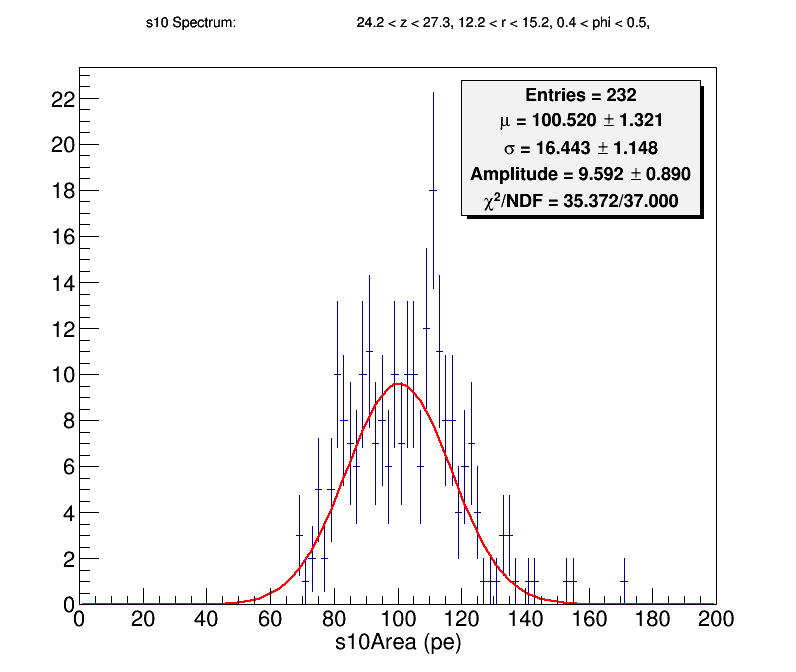 s10 Spectrum: 24.2 < z < 27.3, 12.2 < r < 15.2, 0.4 < phi < 0.5,
Entries = 232
μ = 100.520 ± 1.321
σ = 16.443 ± 1.148
Amplitude = 9.592 ± 0.890
χ²/NDF = 35.372/37.000
22
20
18
16
14
12
10
8
6
4
2
0
0 20 40 60 80 100 120 140 160 180 200
s10Area (pe)